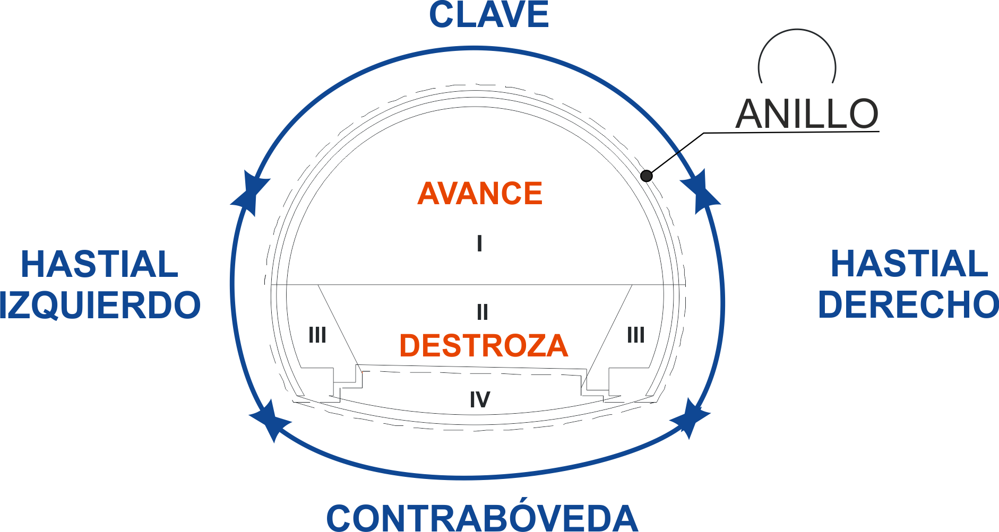 CLAVE
ANILLO
AVANCE
I
HASTIAL
IZQUIERDO
HASTIAL
DERECHO
II
III
III
DESTROZA
IV
CONTRABÓVEDA